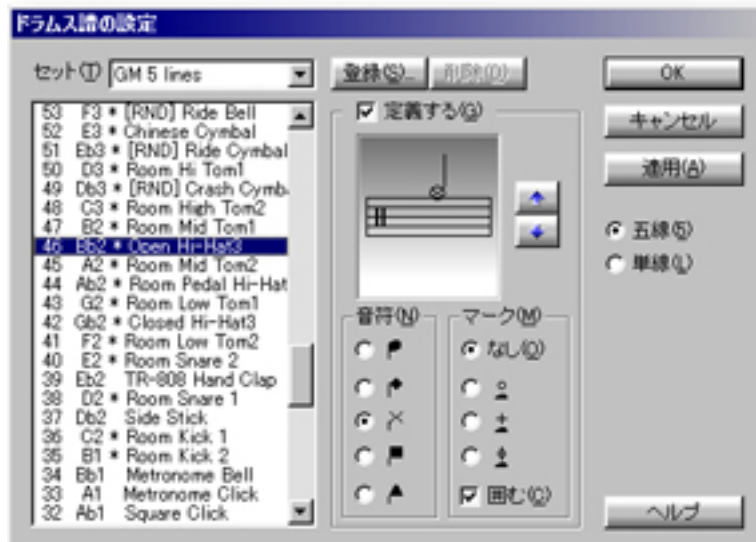 ドラムス譜の設定
セット(T) GM 5 lines
登録(S)... 削除(D)
OK
キャンセル
適用(A)
五線(5)
単線(L)
ヘルプ
53 F3 * [RND] Ride Bell
52 E3 * Chinese Cymbal
51 Eb3 * [RND] Ride Cymbal
50 D3 * Room Hi Tom1
49 Db3 * [RND] Crash Cymb
48 C3 * Room High Tom2
47 B2 * Room Mid Tom1
46 Bb2 * Open Hi-Hat3
45 A2 * Room Mid Tom2
44 Ab2 * Room Pedal Hi-Hat
43 G2 * Room Low Tom1
42 Gb2 * Closed Hi-Hat3
41 F2 * Room Low Tom2
40 E2 * Room Snare 2
39 Eb2 TR-808 Hand Clap
38 D2 * Room Snare 1
37 Db2 Side Stick
36 C2 * Room Kick 1
35 B1 * Room Kick 2
34 Bb1 Metronome Bell
33 A1 Metronome Click
32 Ab1 Square Click
定義する(G)
音符(N)
マーク(M)
なし(O)
囲む(C)